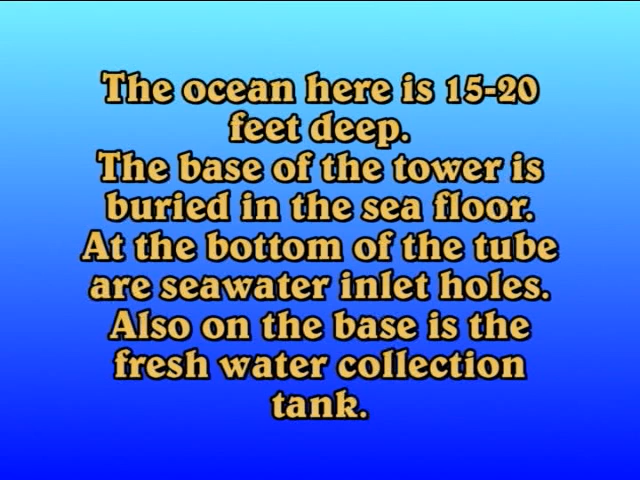 The ocean here is 15-20
feet deep.
The base of the tower is
buried in the sea floor.
At the bottom of the tube
are seawater inlet holes.
Also on the base is the
fresh water collection
tank.